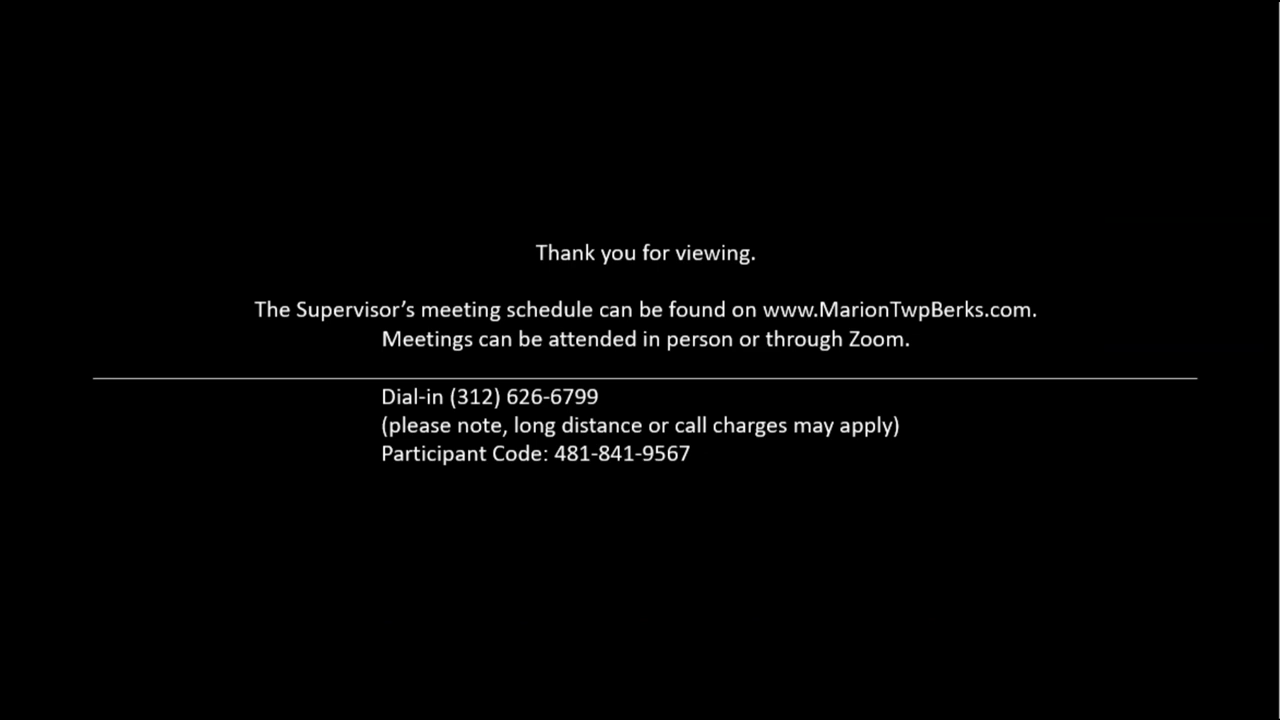 Thank you for viewing.
The Supervisor’s meeting schedule can be found on www.MarionTwpBerks.com.
Meetings can be attended in person or through Zoom.
Dial-in (312) 626-6799
(please note, long distance or call charges may apply)
Participant Code: 481-841-9567